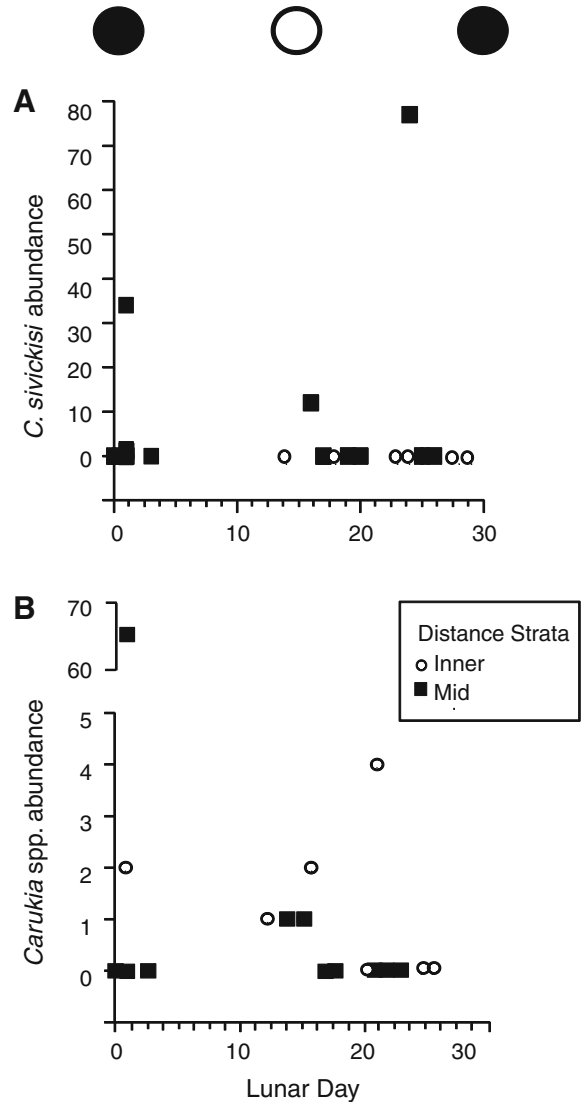 A
C. sivickisi abundance
80
70
60
50
40
30
20
10
0
0 10 20 30
B
Carukia spp. abundance
70
60
5
4
3
2
1
0
Distance Strata
Inner
Mid
0 10 20 30
Lunar Day